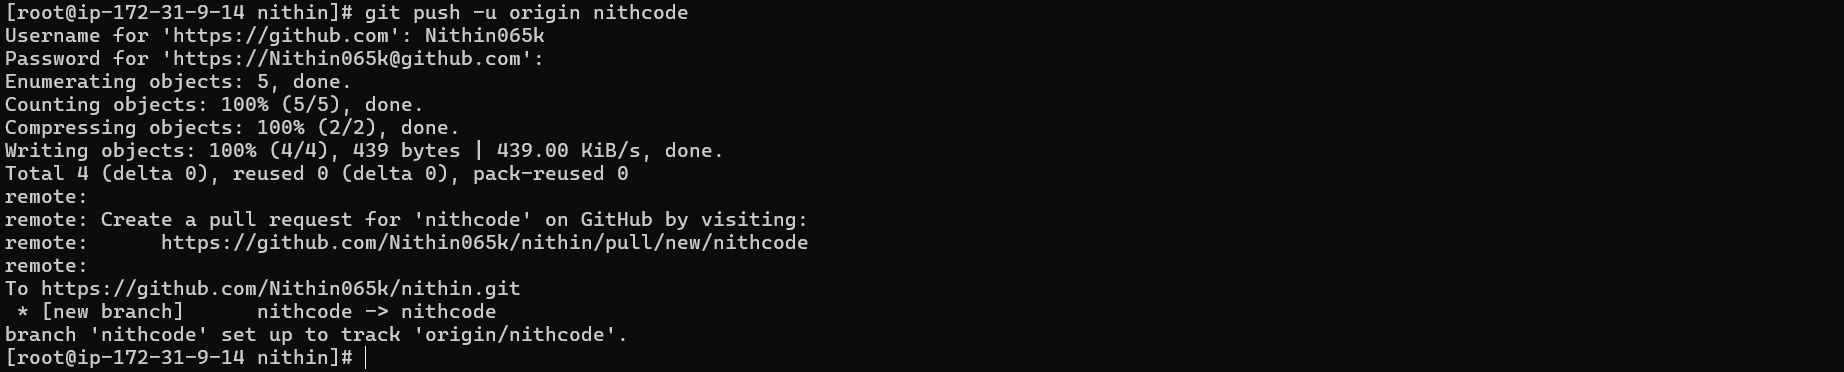 [root@ip-172-31-9-14 nithin]# git push -u origin nithcode
Username for 'https://github.com': Nithin065k
Password for 'https://Nithin065k@github.com':
Enumerating objects: 5, done.
Counting objects: 100% (5/5), done.
Compressing objects: 100% (2/2), done.
Writing objects: 100% (4/4), 439 bytes | 439.00 KiB/s, done.
Total 4 (delta 0), reused 0 (delta 0), pack-reused 0
remote:
remote: Create a pull request for 'nithcode' on GitHub by visiting:
remote:      https://github.com/Nithin065k/nithin/pull/new/nithcode
remote:
To https://github.com/Nithin065k/nithin.git
 * [new branch]      nithcode -> nithcode
branch 'nithcode' set up to track 'origin/nithcode'.
[root@ip-172-31-9-14 nithin]#